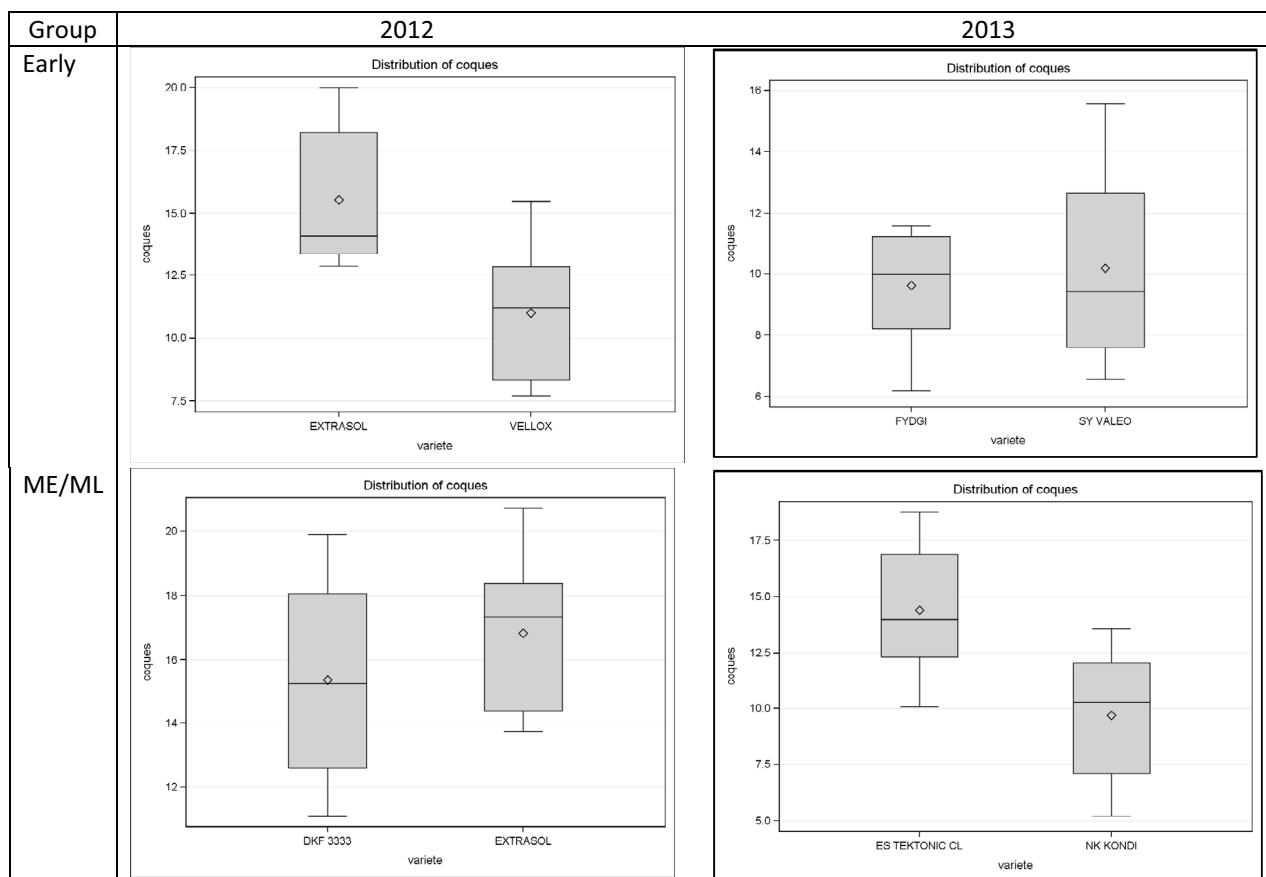 Group 2012 2013
Early
Distribution of coques
20.0
17.5
15.0
12.5
10.0
7.5
coques
EXTRASOL VELLOX
variete
Distribution of coques
16
14
12
10
8
6
coques
FYDGI SY VALEO
variete
ME/ML
Distribution of coques
20
18
16
14
12
coques
DKF 3333 EXTRASOL
variete
Distribution of coques
17.5
15.0
12.5
10.0
7.5
5.0
coques
ES TEKTONIC CL NK KONDI
variete